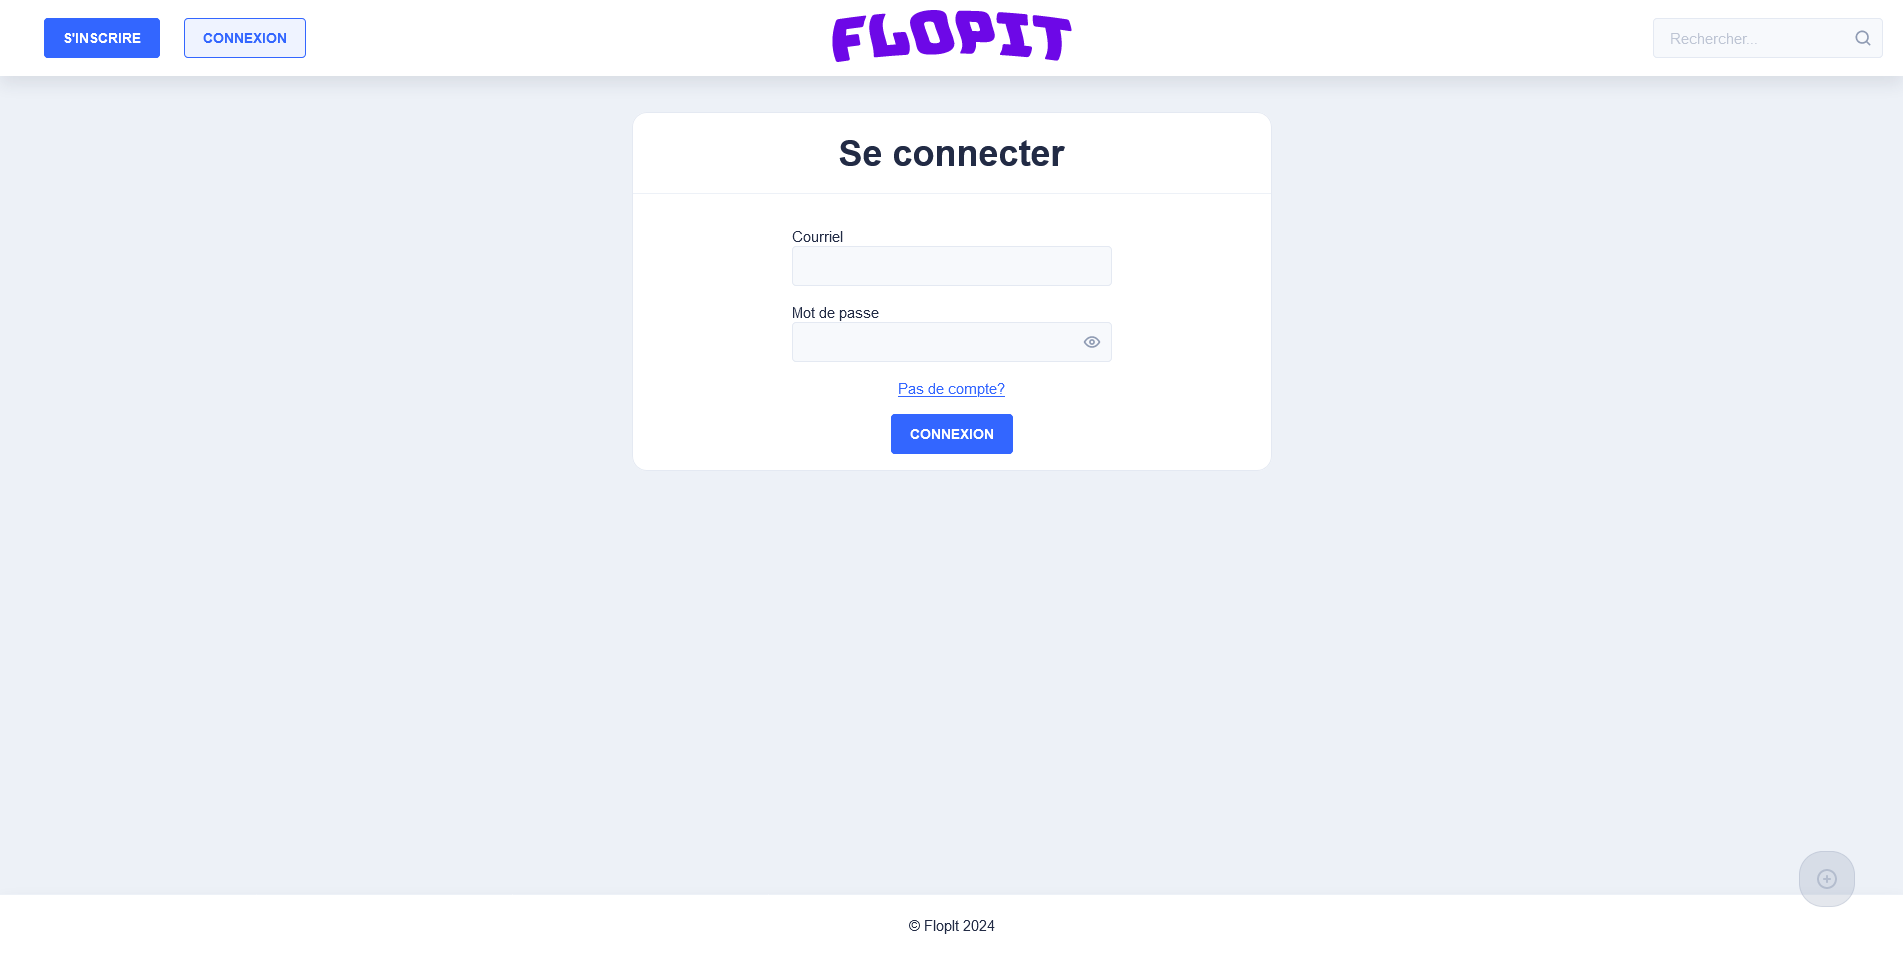 S'INSCRIRE
CONNEXION
FLOPIT
Rechercher...
Se connecter
Courriel
Mot de passe
Pas de compte?
CONNEXION
© FlopIt 2024